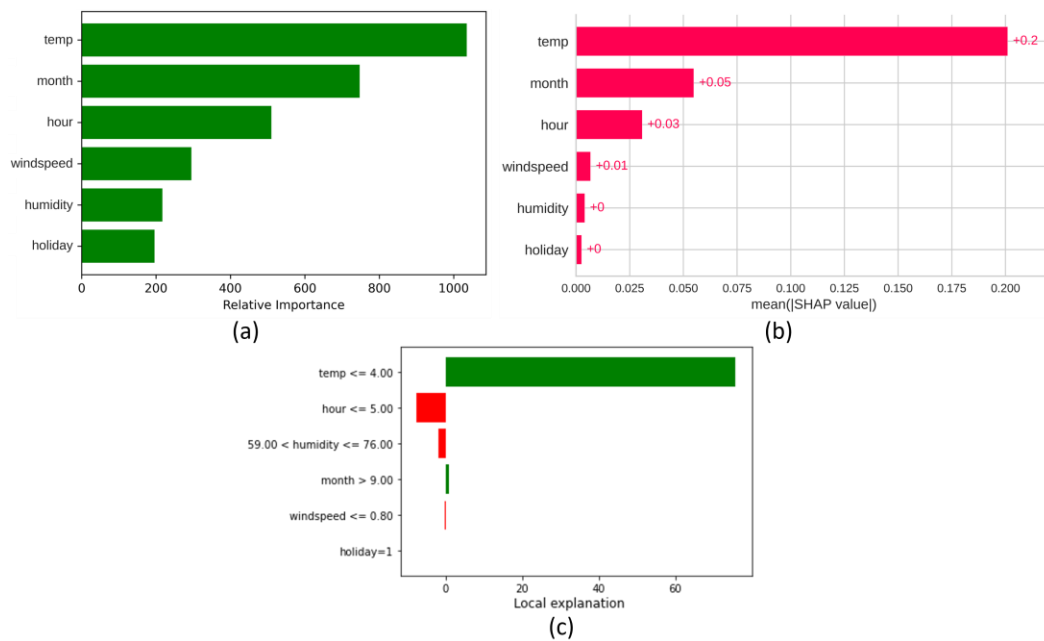 temp
month
hour
windspeed
humidity
holiday
0 200 400 600 800 1000
Relative Importance
(a)
temp +0.2
month +0.05
hour +0.03
windspeed +0.01
humidity +0
holiday +0
0.000 0.025 0.050 0.075 0.100 0.125 0.150 0.175 0.200
mean(|SHAP value|)
(b)
temp <= 4.00
hour <= 5.00
59.00 < humidity <= 76.00
month > 9.00
windspeed <= 0.80
holiday=1
0 20 40 60
Local explanation
(c)